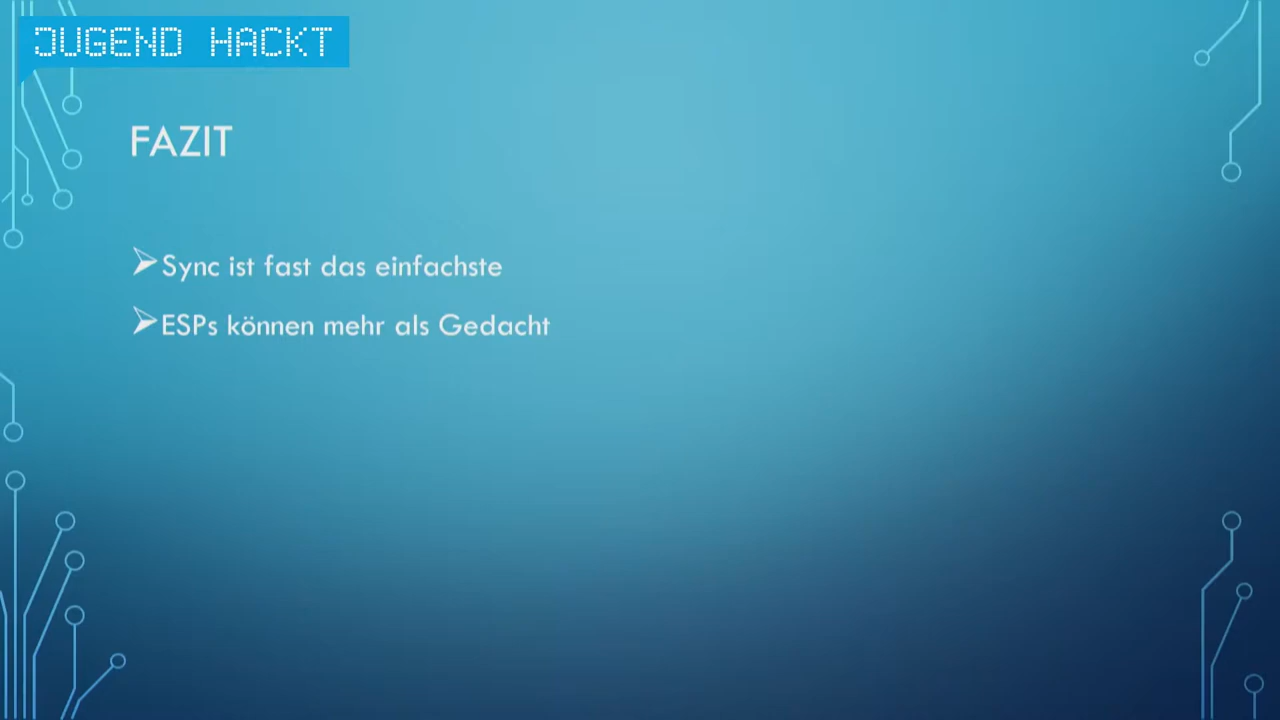 JUGEND HACKT
FAZIT
Sync ist fast das einfachste
ESPs können mehr als Gedacht